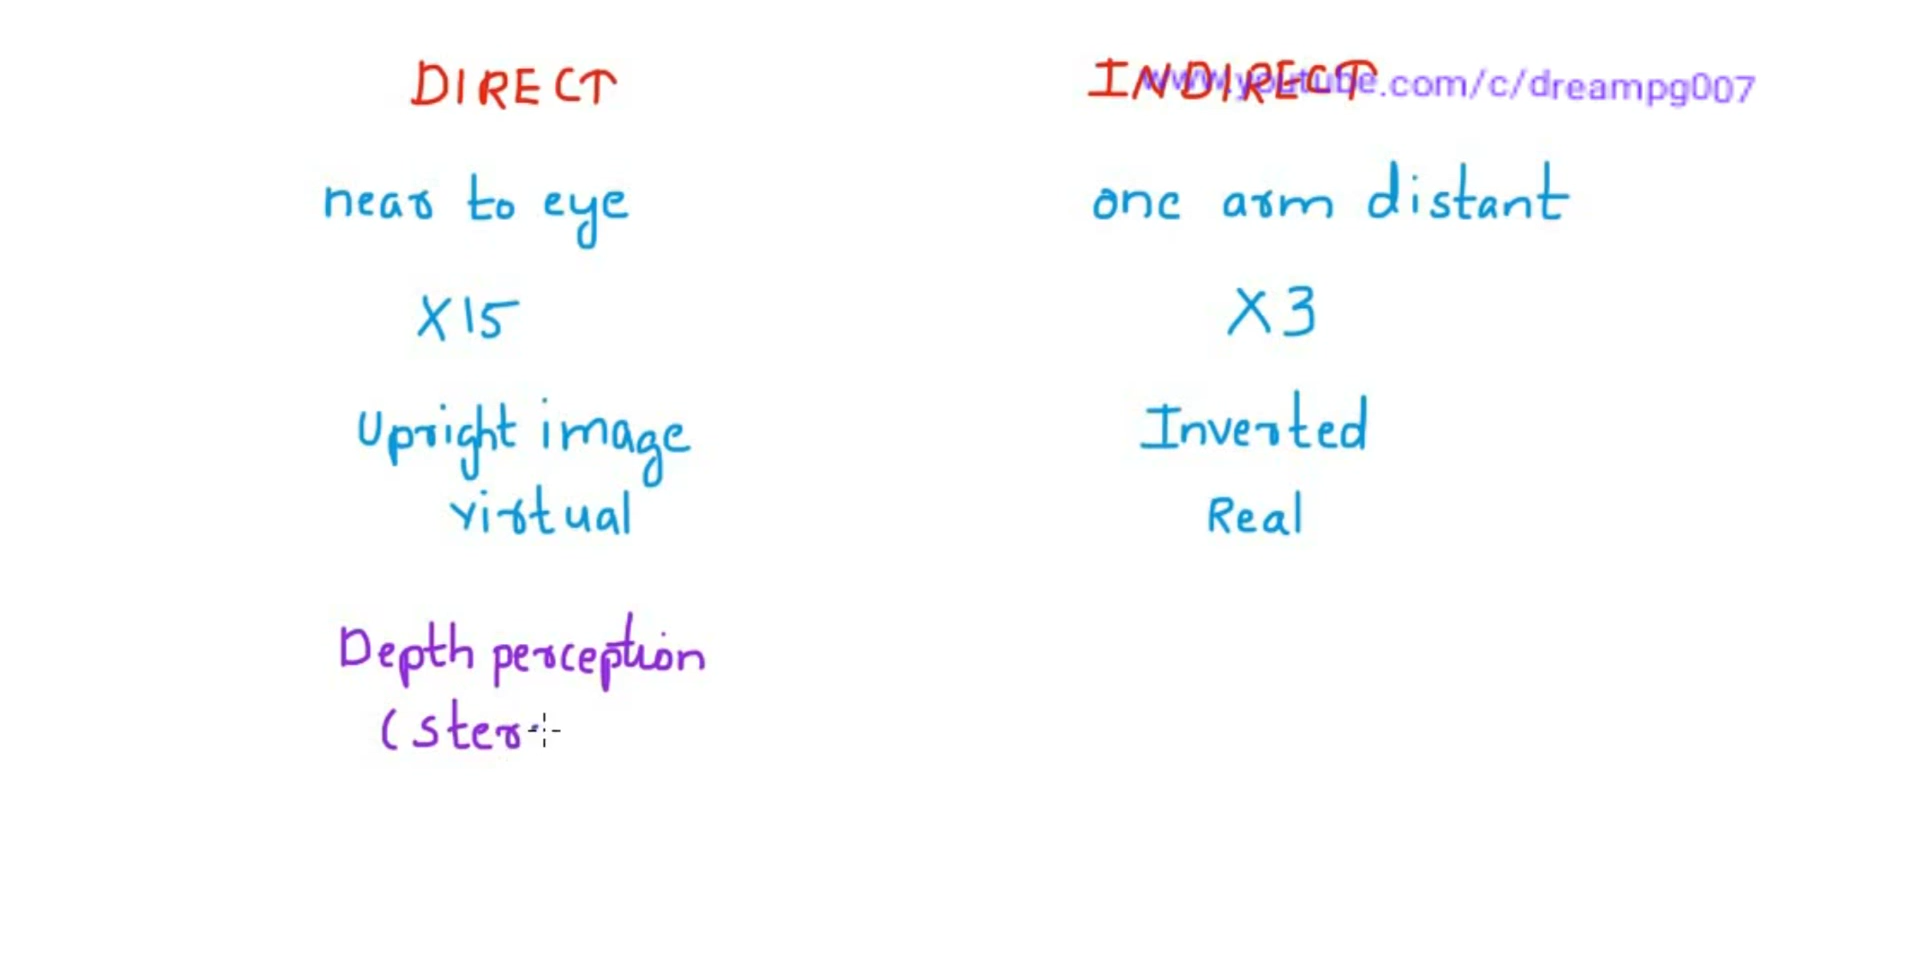 DIRECT
INDIRECT
www.youtube.com/c/dreampg007
near to eye
one arm distant
X15
X3
Upright image
Inverted
virtual
Real
Depth perception
(ster